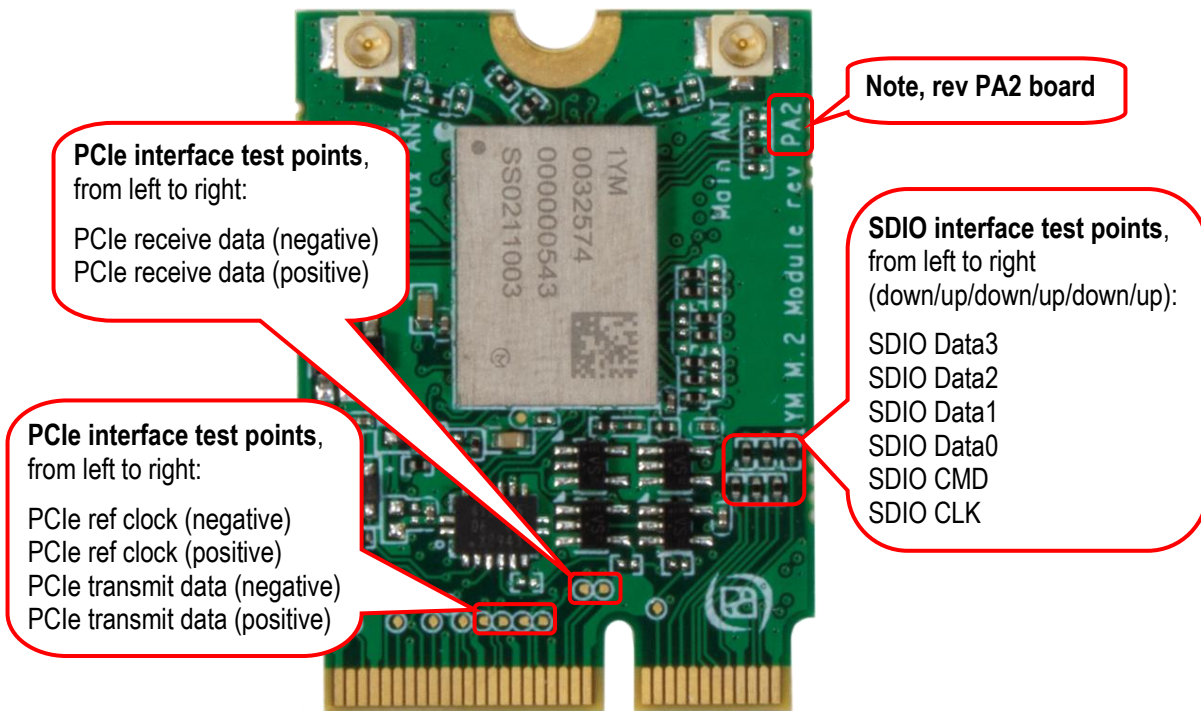 Note, rev PA2 board
PCIe interface test points,
from left to right:
PCIe receive data (negative)
PCIe receive data (positive)
SDIO interface test points,
from left to right
(down/up/down/up/down/up):
SDIO Data3
SDIO Data2
SDIO Data1
SDIO Data0
SDIO CMD
SDIO CLK
PCIe interface test points,
from left to right:
PCIe ref clock (negative)
PCIe ref clock (positive)
PCIe transmit data (negative)
PCIe transmit data (positive)
1YM
0032574
000000543
SS0211003
Aux ANT
Main ANT
1YM M.2 Module rev PA2